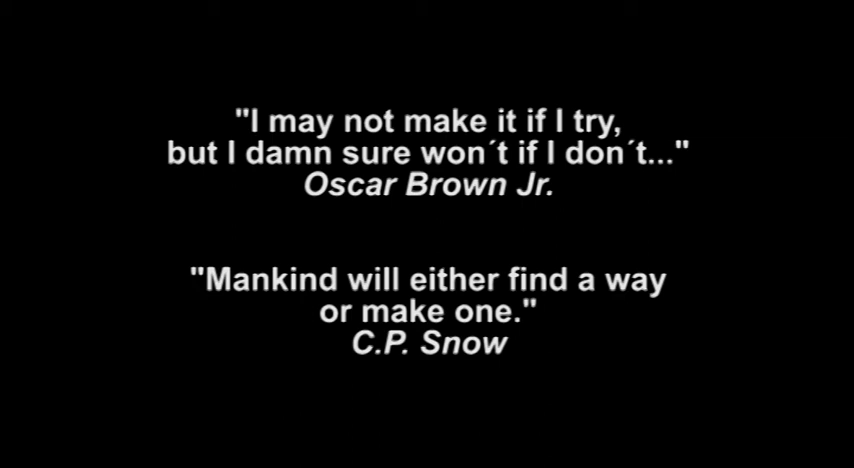 "I may not make it if I try,
but I damn sure won´t if I don´t..."
Oscar Brown Jr.
"Mankind will either find a way
or make one."
C.P. Snow